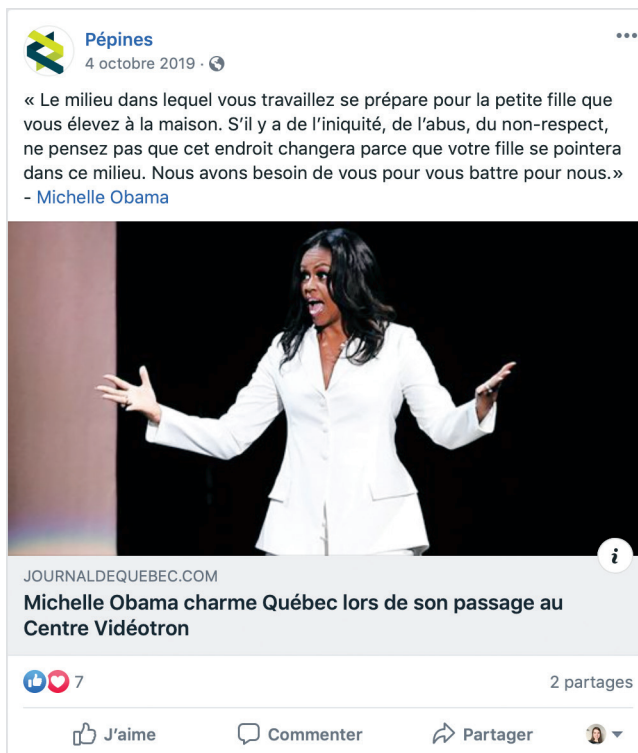 Pépines
4 octobre 2019 ·
« Le milieu dans lequel vous travaillez se prépare pour la petite fille que
vous élevez à la maison. S’il y a de l’iniquité, de l’abus, du non-respect,
ne pensez pas que cet endroit changera parce que votre fille se pointera
dans ce milieu. Nous avons besoin de vous pour vous battre pour nous.»
- Michelle Obama
i
JOURNALDEQUEBEC.COM
Michelle Obama charme Québec lors de son passage au
Centre Vidéotron
7 2 partages
J’aime Commenter Partager